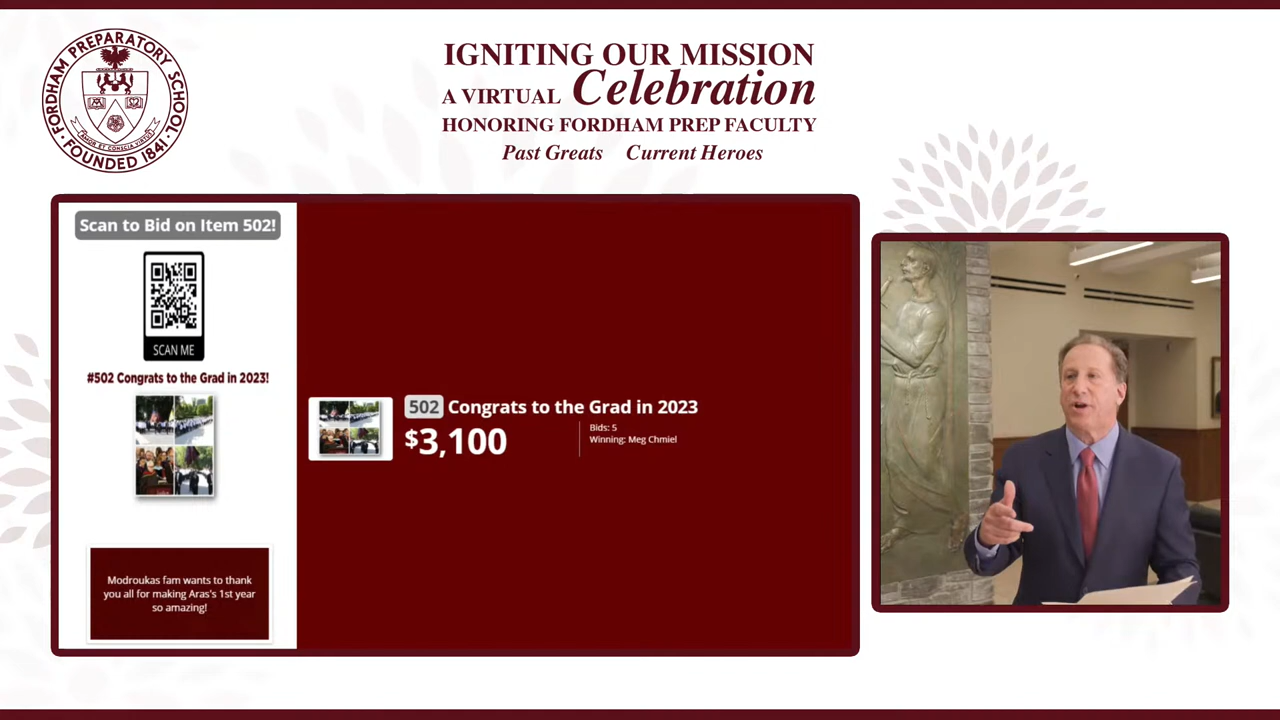 FORDHAM PREPARATORY SCHOOL
FOUNDED 1841
IGNITING OUR MISSION
A VIRTUAL Celebration
HONORING FORDHAM PREP FACULTY
Past Greats Current Heroes
Scan to Bid on Item 502!
SCAN ME
#502 Congrats to the Grad in 2023!
Modroukas fam wants to thank
you all for making Aras's 1st year
so amazing!
502 Congrats to the Grad in 2023
$3,100
Bids: 5
Winning: Meg Chmiel